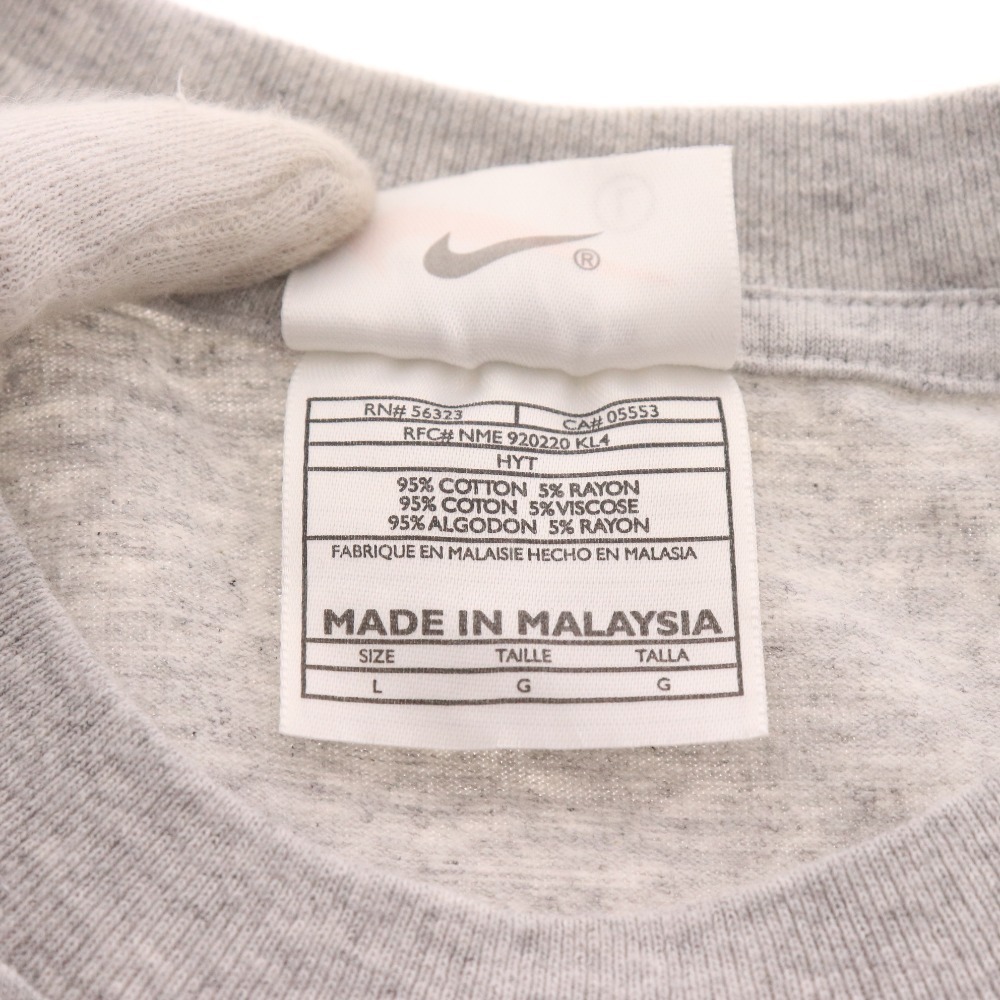 ®
RN# 56323 CA# 05553
RFC# NME 920220 KL4
HYT
95% COTTON 5% RAYON
95% COTON 5% VISCOSE
95% ALGODON 5% RAYON
FABRIQUE EN MALAISIE HECHO EN MALASIA
MADE IN MALAYSIA
SIZE TAILLE TALLA
L G G